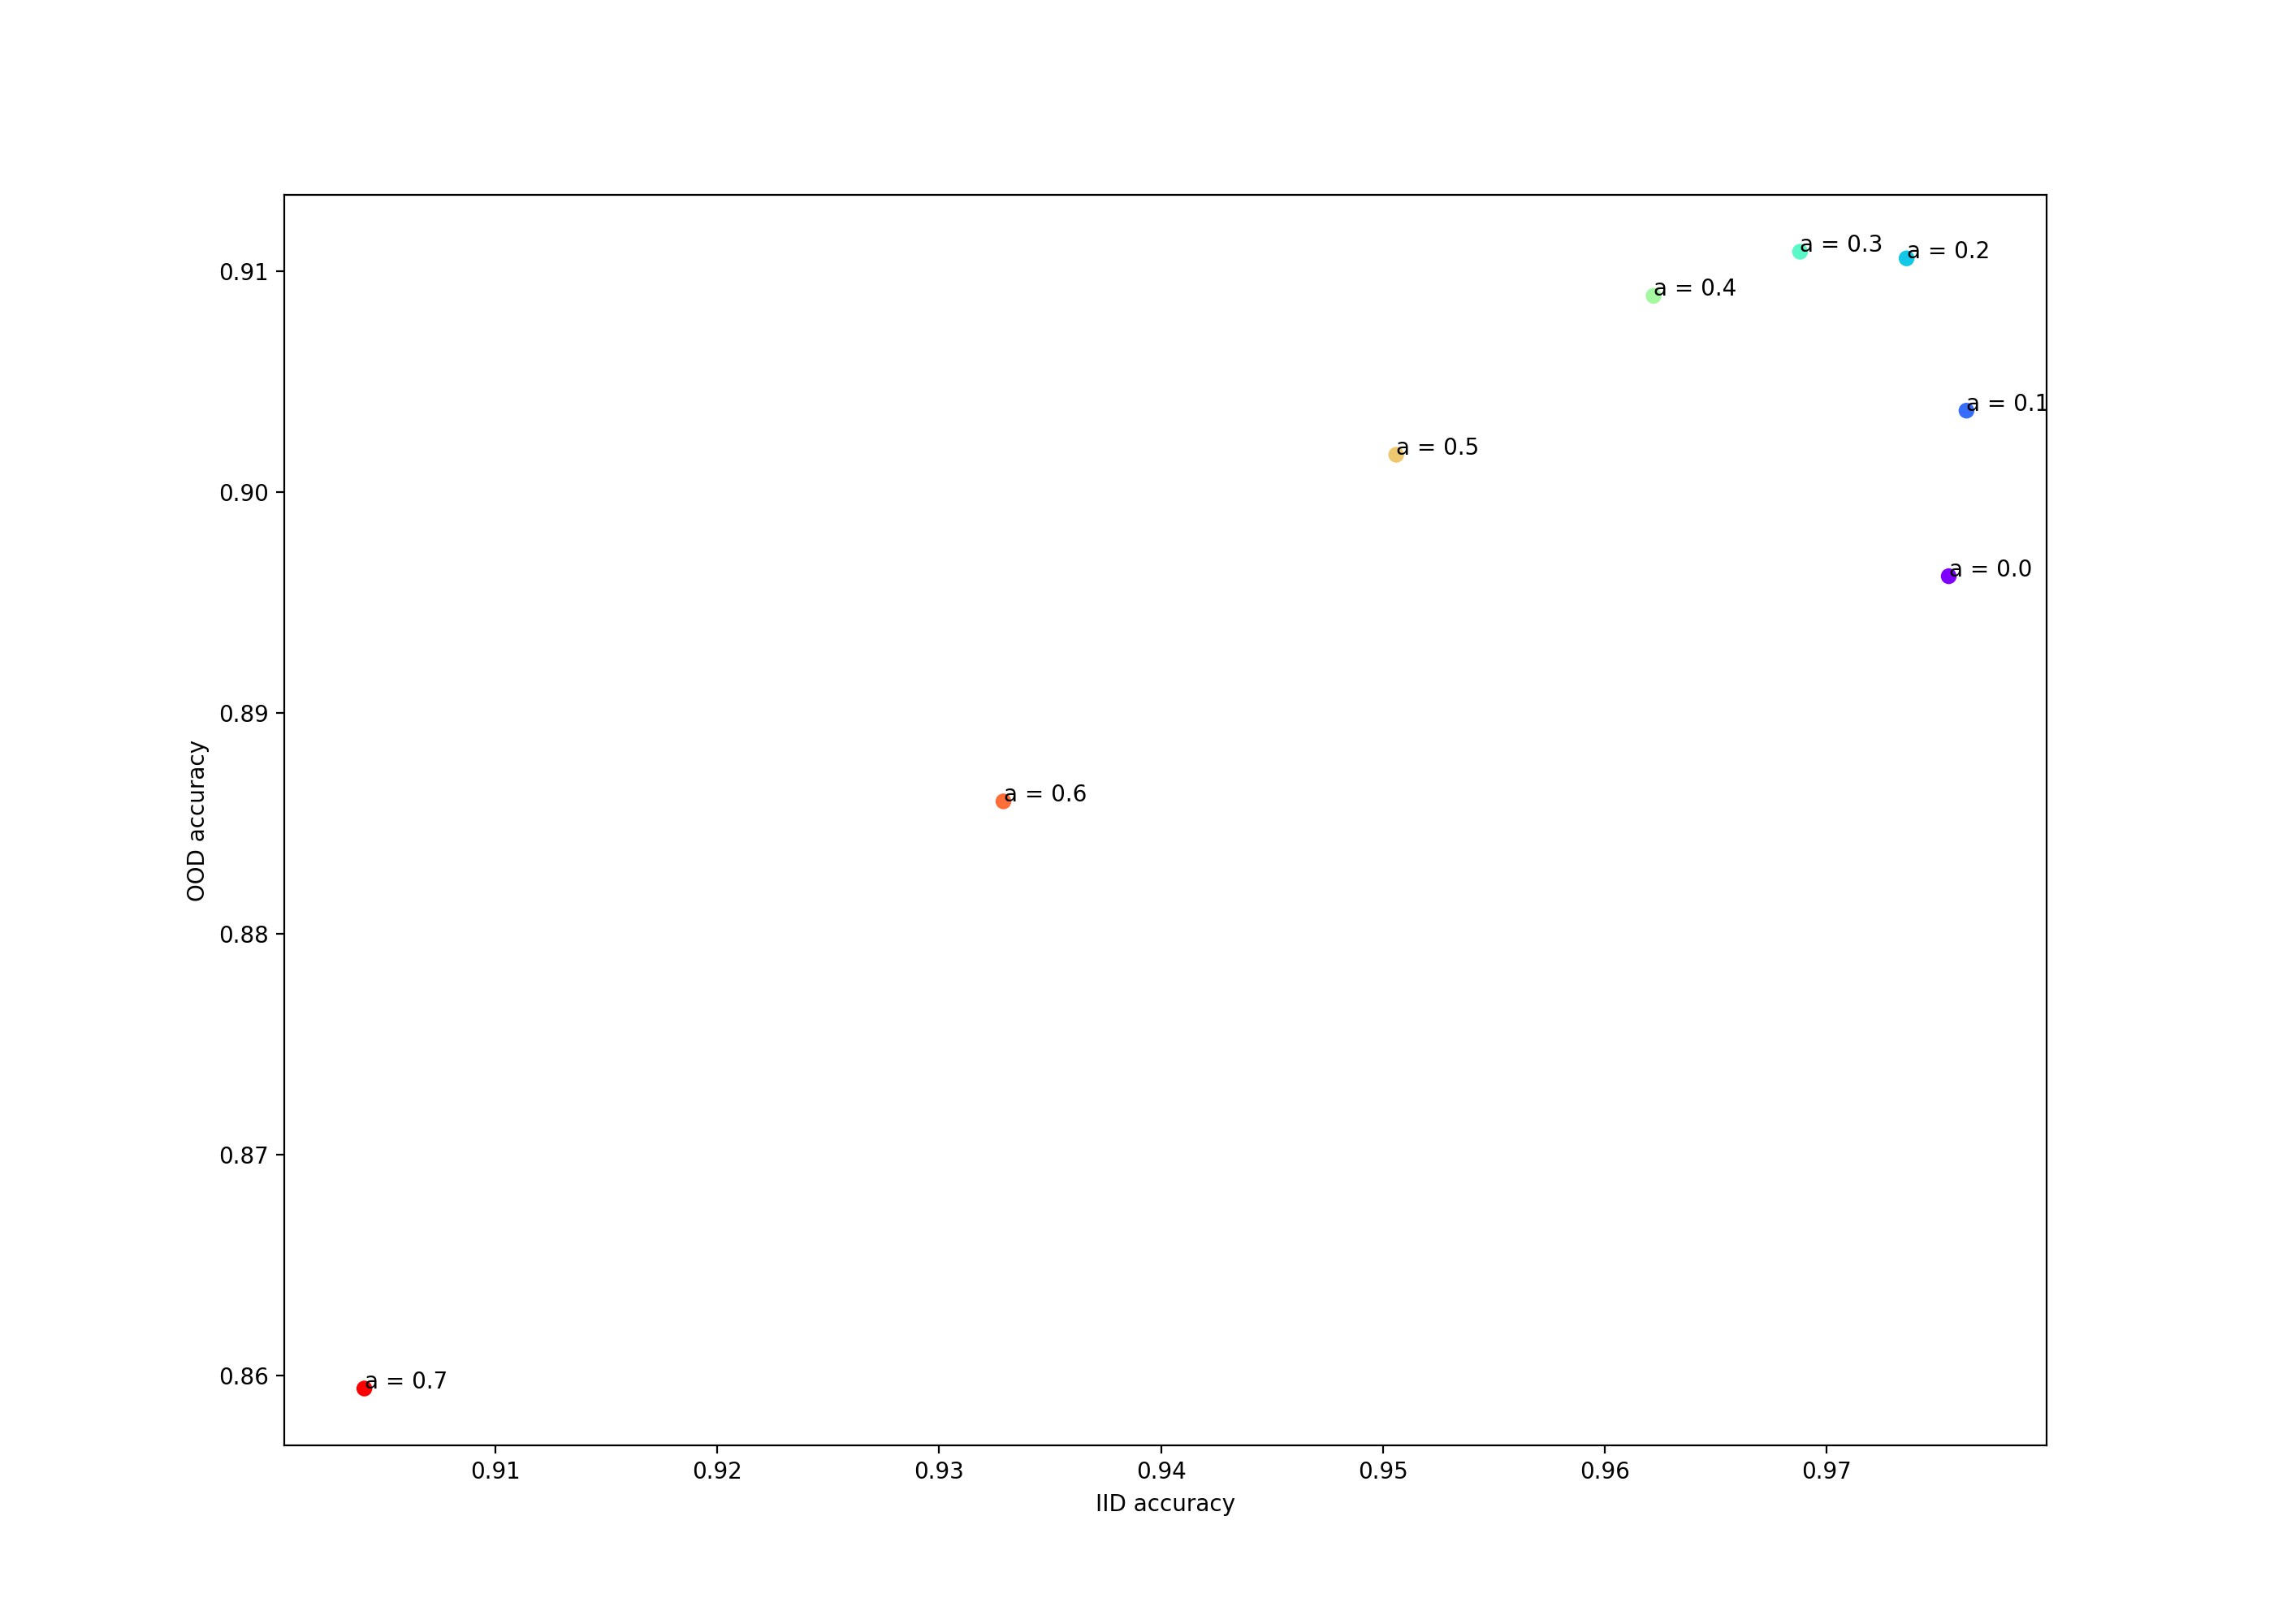 a = 0.3
a = 0.2
0.91
a = 0.4
a = 0.1
a = 0.5
0.90
a = 0.0
0.89
a = 0.6
OOD accuracy
0.88
0.87
0.86
a = 0.7
0.91 0.92 0.93 0.94 0.95 0.96 0.97
IID accuracy